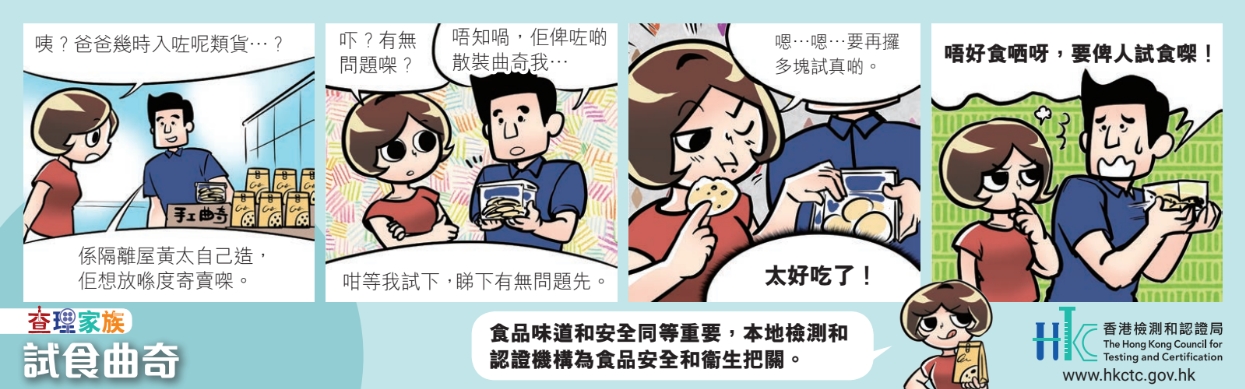 咦？爸爸幾時入咗呢類貨…？
手工曲奇
係隔離屋黃太自己造，
佢想放喺度寄賣㗎。
吓？有無
問題㗎？
唔知喎，佢俾咗啲
散裝曲奇我…
咁等我試下，睇下有無問題先。
嗯…嗯…要再攞
多塊試真啲。
太好吃了！
唔好食哂呀，要俾人試食㗎！
查理家族
試食曲奇
食品味道和安全同等重要，本地檢測和
認證機構為食品安全和衞生把關。
HKTC
香港檢測和認證局
The Hong Kong Council for
Testing and Certification
www.hkctc.gov.hk